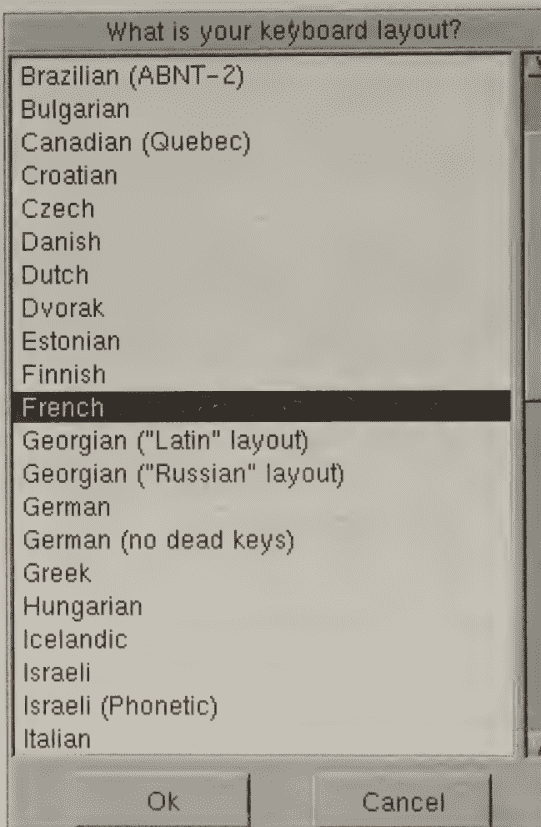 What is your keyboard layout?
Brazilian (ABNT-2)
Bulgarian
Canadian (Quebec)
Croatian
Czech
Danish
Dutch
Dvorak
Estonian
Finnish
French
Georgian ("Latin" layout)
Georgian ("Russian" layout)
German
German (no dead keys)
Greek
Hungarian
Icelandic
Israeli
Israeli (Phonetic)
Italian
Ok
Cancel